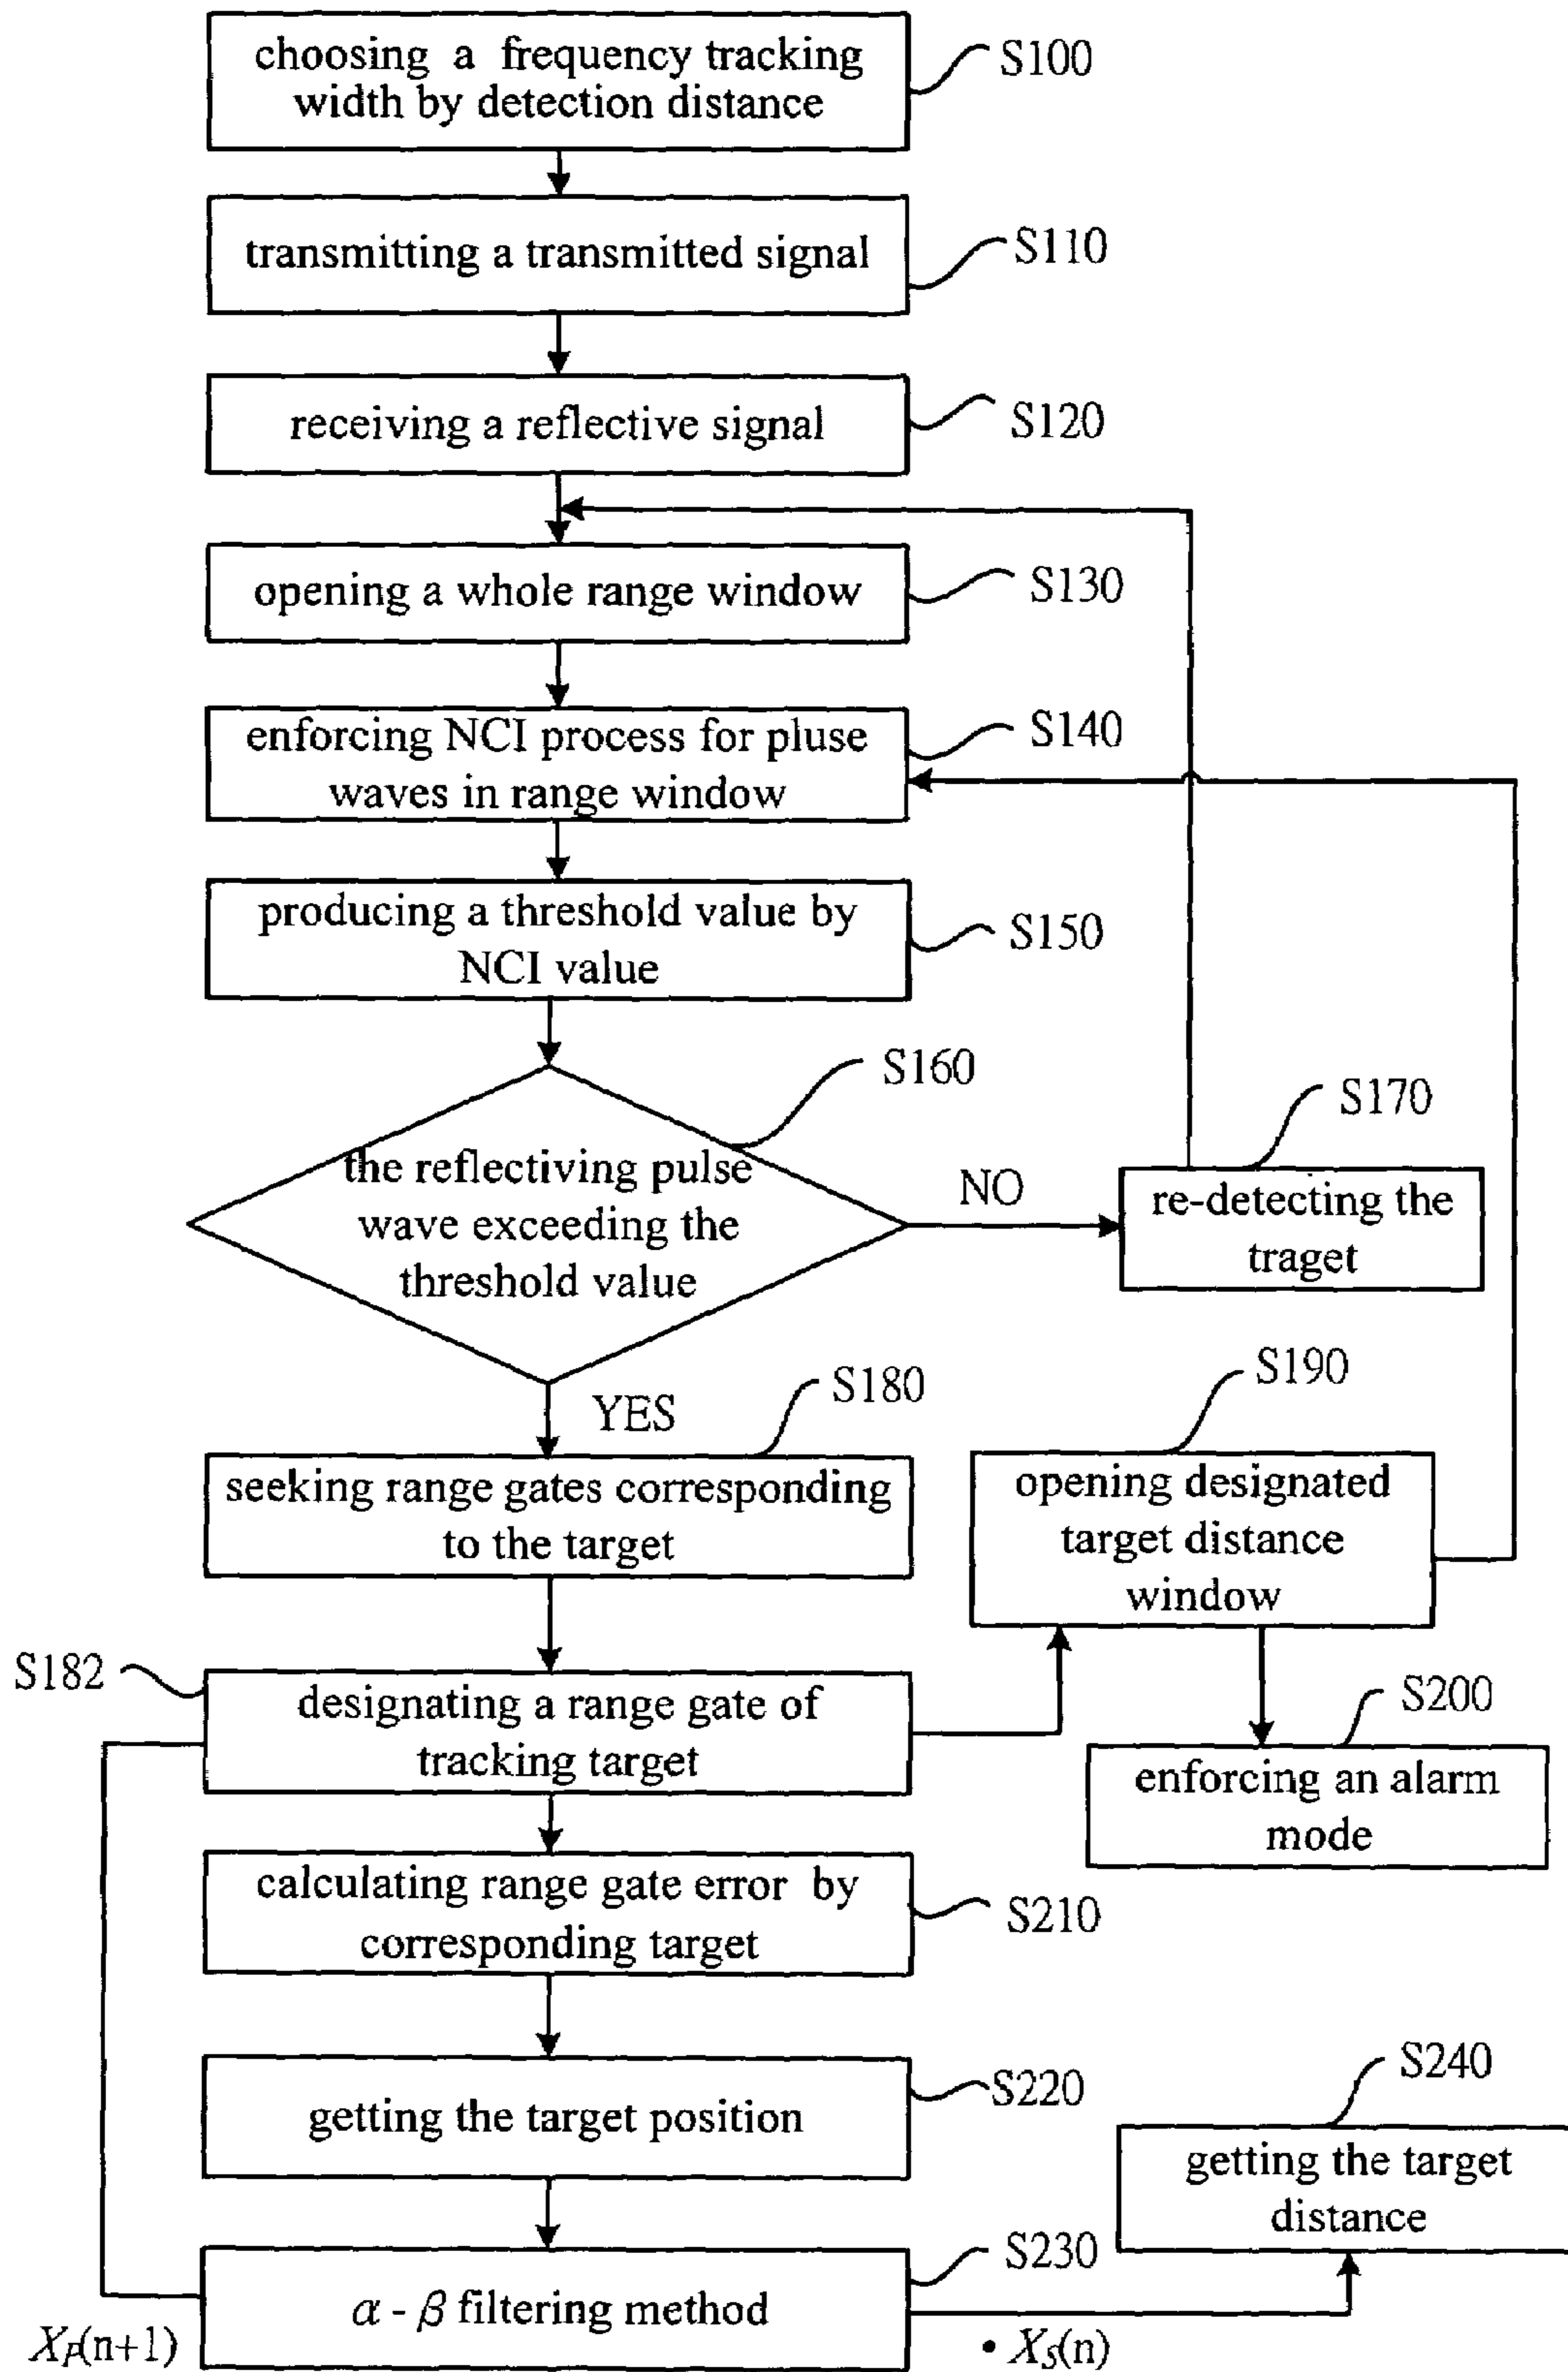 choosing a frequency tracking
width by detection distance
S100
transmitting a transmitted signal
S110
receiving a reflective signal
S120
opening a whole range window
S130
enforcing NCI process for pluse
waves in range window
S140
producing a threshold value by
NCI value
S150
S160
the reflectiving pulse
wave exceeding the
threshold value
NO
S170
re-detecting the
traget
YES
S180
seeking range gates corresponding
to the target
S190
opening designated
target distance
window
S182
designating a range gate of
tracking target
S200
enforcing an alarm
mode
calculating range gate error by
corresponding target
S210
getting the target position
S220
S240
getting the target
distance
α - β filtering method
S230
XP(n+1)
• XS(n)